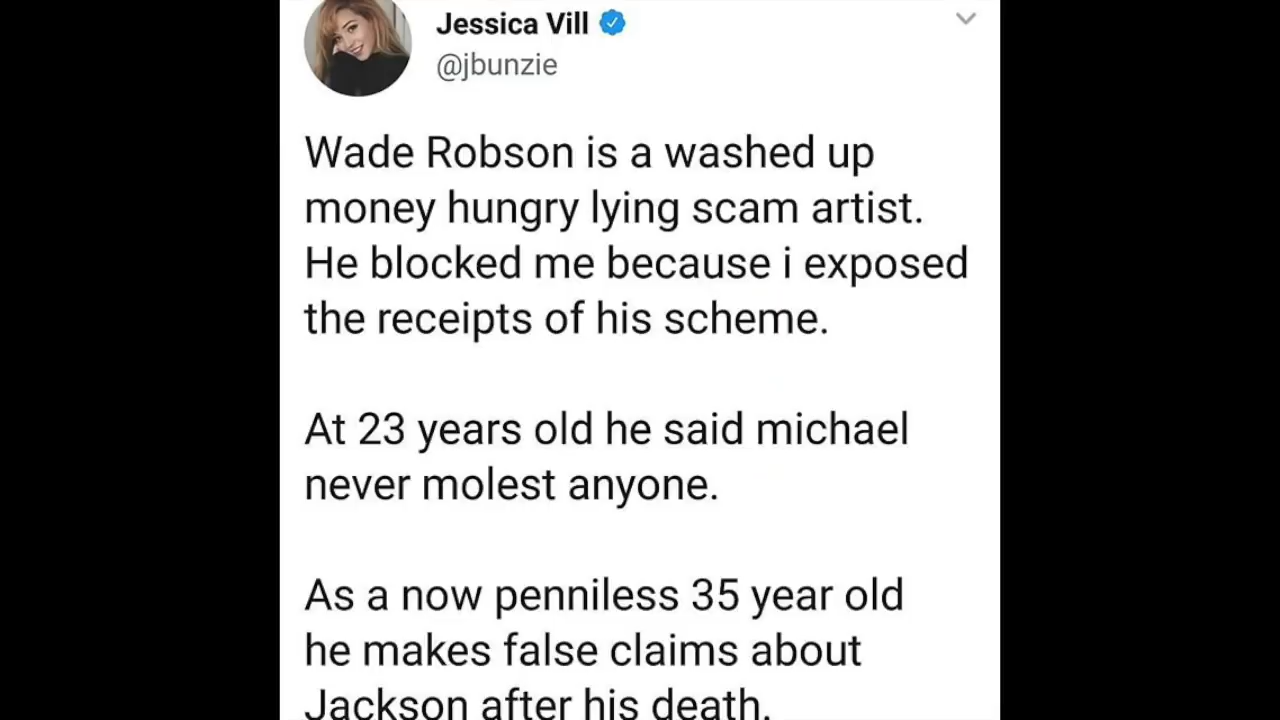 Jessica Vill
@jbunzie
Wade Robson is a washed up
money hungry lying scam artist.
He blocked me because i exposed
the receipts of his scheme.
At 23 years old he said michael
never molest anyone.
As a now penniless 35 year old
he makes false claims about
Jackson after his death.